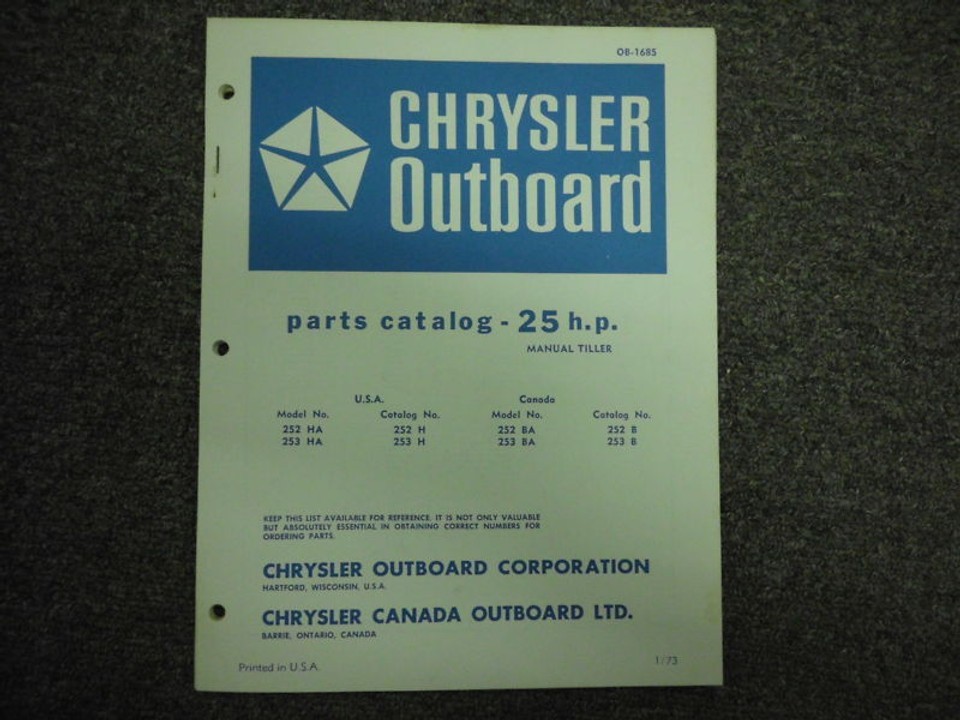 OB-1685
CHRYSLER
Outboard
parts catalog - 25 h.p.
MANUAL TILLER
U.S.A. Canada
Model No. Catalog No. Model No. Catalog No.
252 HA 252 H 252 BA 252 B
253 HA 253 H 253 BA 253 B
KEEP THIS LIST AVAILABLE FOR REFERENCE. IT IS NOT ONLY VALUABLE
BUT ABSOLUTELY ESSENTIAL IN OBTAINING CORRECT NUMBERS FOR
ORDERING PARTS.
CHRYSLER OUTBOARD CORPORATION
HARTFORD, WISCONSIN, U.S.A.
CHRYSLER CANADA OUTBOARD LTD.
BARRIE, ONTARIO, CANADA
Printed in U.S.A.
1/73